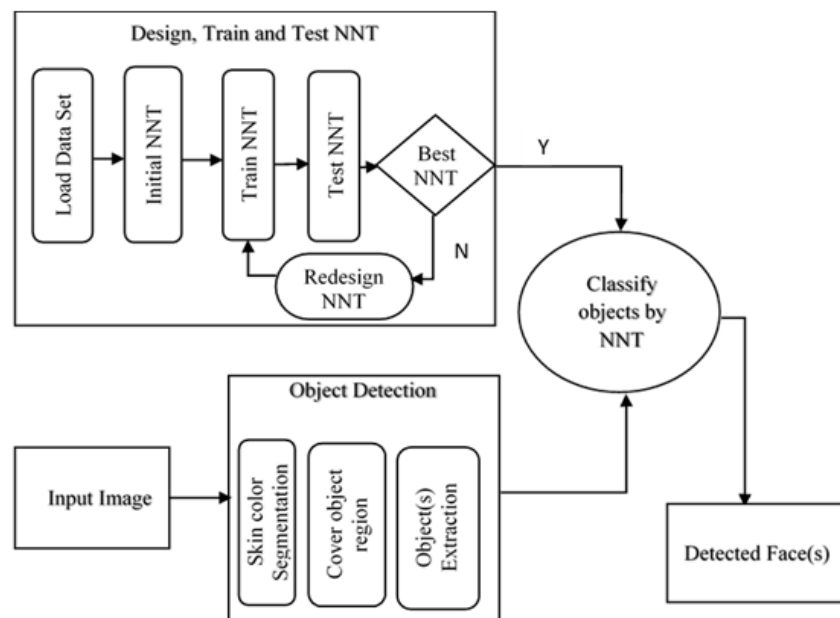 Design, Train and Test NNT
Load Data Set
Initial NNT
Train NNT
Test NNT
Best
NNT
Y
N
Redesign
NNT
Classify
objects by
NNT
Object Detection
Input Image
Skin color
Segmentation
Cover object
region
Object(s)
Extraction
Detected Face(s)